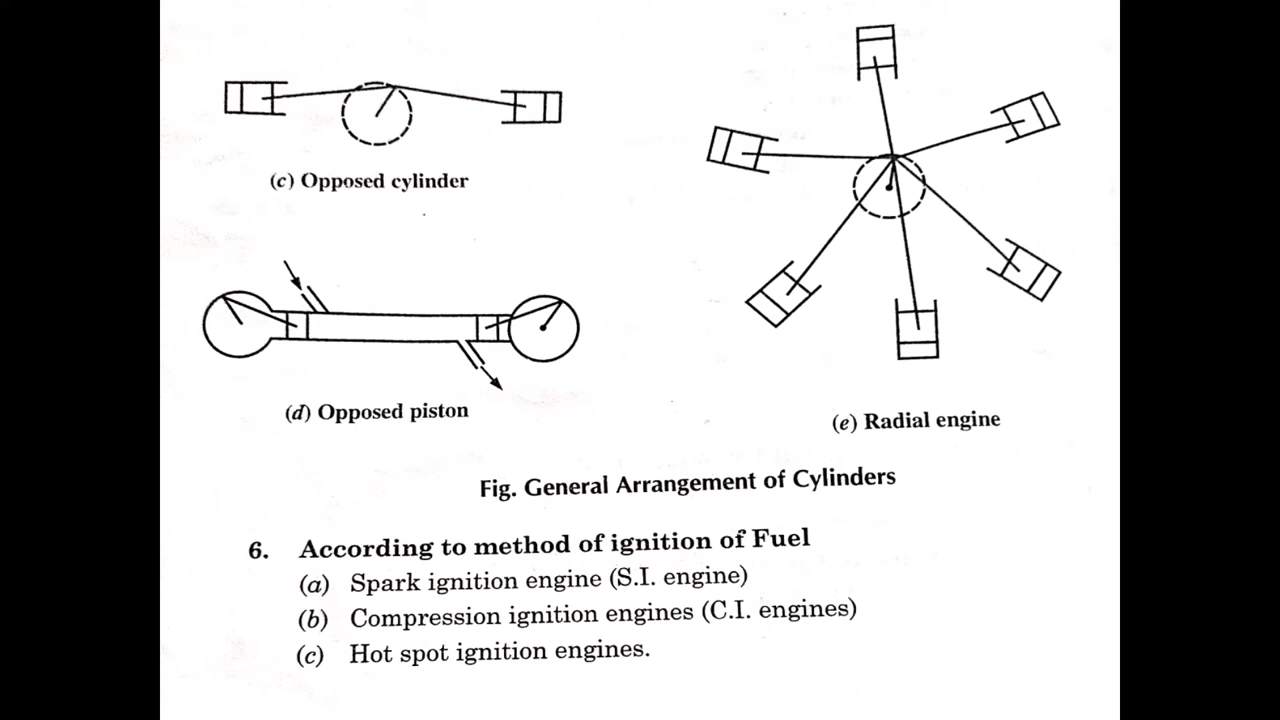 (c) Opposed cylinder
(d) Opposed piston
(e) Radial engine
Fig. General Arrangement of Cylinders
6. According to method of ignition of Fuel
(a) Spark ignition engine (S.I. engine)
(b) Compression ignition engines (C.I. engines)
(c) Hot spot ignition engines.